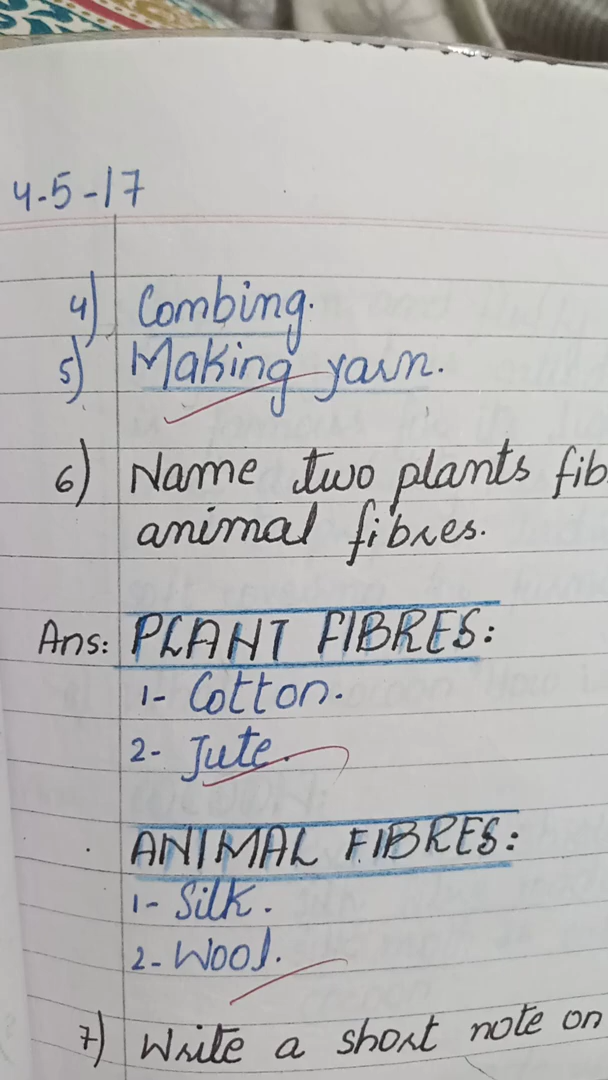 4-5-17
4) Combing.
5) Making yarn.
6) Name two plants fib
animal fibres.
Ans: PLANT FIBRES:
1- Cotton.
2- Jute.
ANIMAL FIBRES:
1- Silk.
2- Wool.
7) Write a short note on